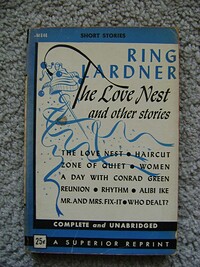 SHORT STORIES
RING
LARDNER
The Love Nest
and other stories
THE LOVE NEST • HAIRCUT
ZONE OF QUIET • WOMEN
A DAY WITH CONRAD GREEN
REUNION • RHYTHM • ALIBI IKE
MR. AND MRS. FIX-IT • WHO DEALT?
COMPLETE and UNABRIDGED
25¢
A SUPERIOR REPRINT